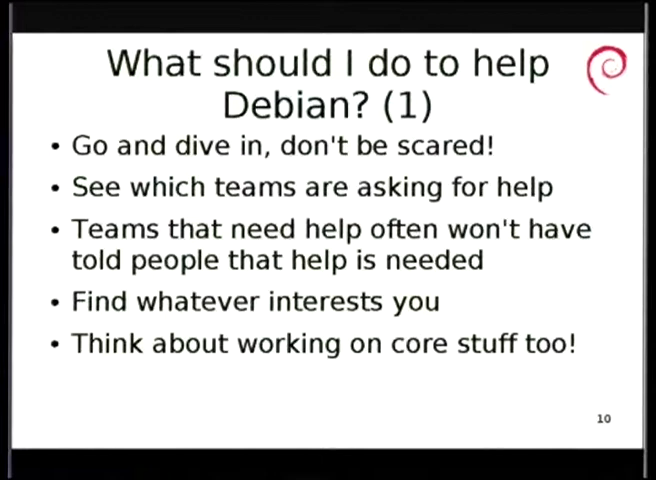 What should I do to help
Debian? (1)
• Go and dive in, don't be scared!
• See which teams are asking for help
• Teams that need help often won't have
told people that help is needed
• Find whatever interests you
• Think about working on core stuff too!
10